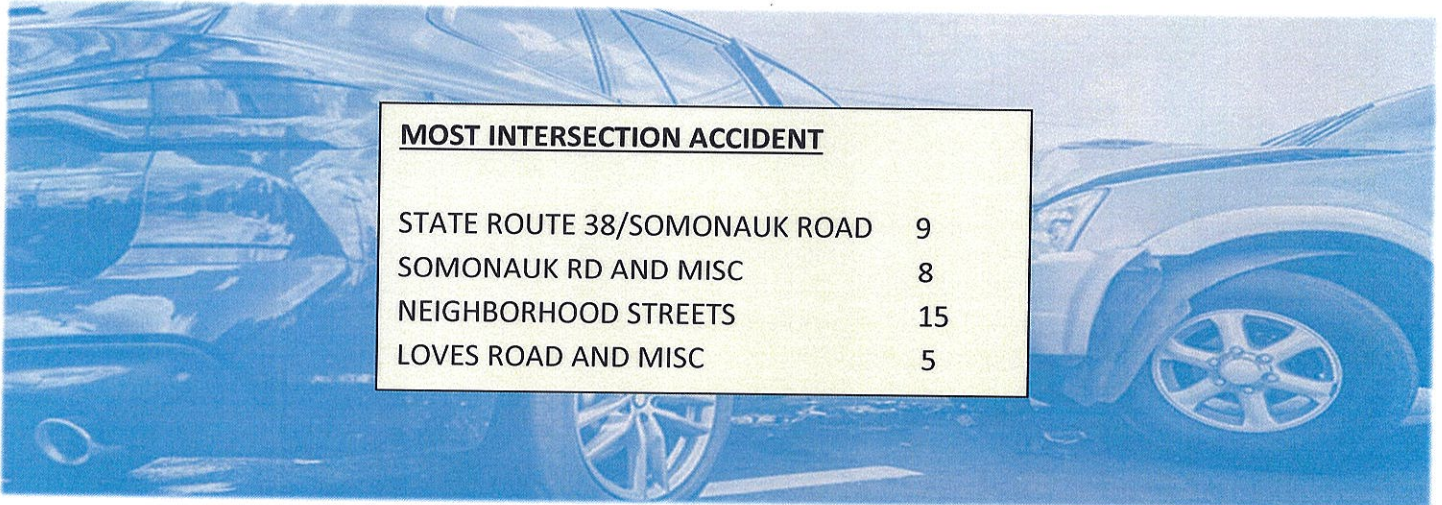 MOST INTERSECTION ACCIDENT
STATE ROUTE 38/SOMONAUK ROAD 9
SOMONAUK RD AND MISC 8
NEIGHBORHOOD STREETS 15
LOVES ROAD AND MISC 5